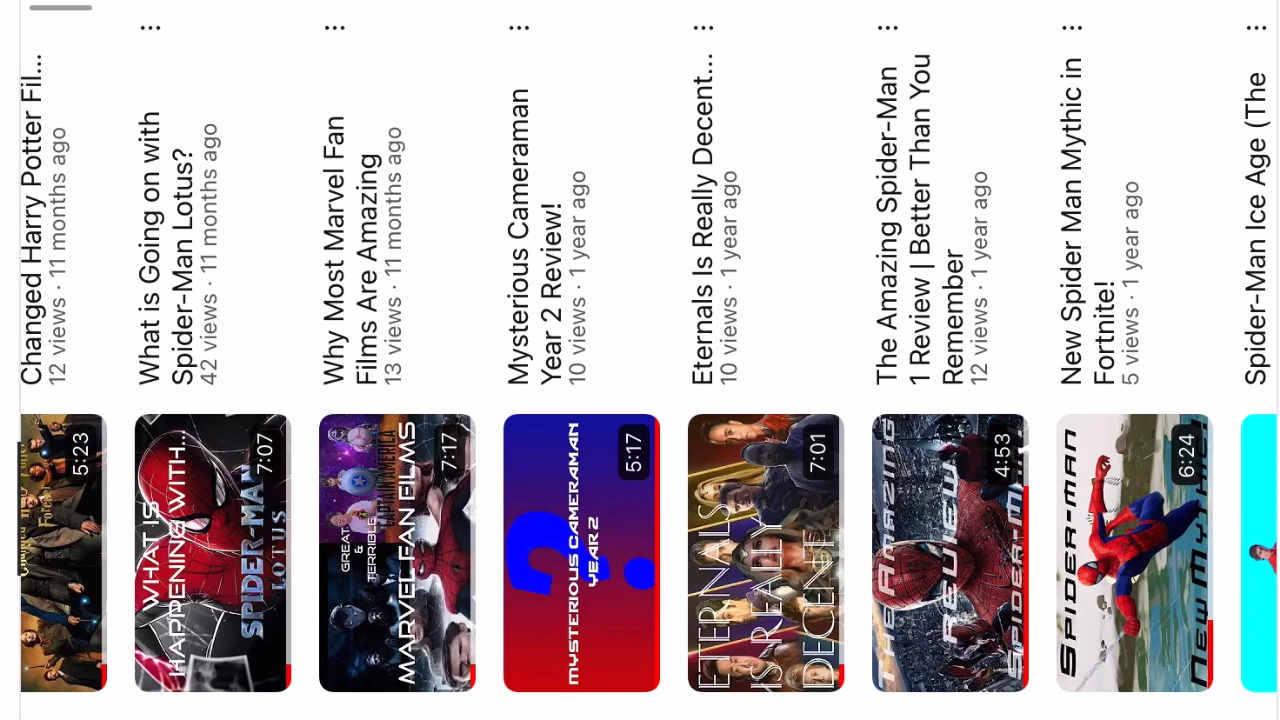 Changed Harry Potter Fil...
12 views · 11 months ago
5:23
WHAT IS
HAPPENING WITH...
SPIDER-MAN
LOTUS
7:07
What is Going on with
Spider-Man Lotus?
42 views · 11 months ago
GREAT
&
TERRIBLE
MARVEL FAN FILMS
7:17
Why Most Marvel Fan
Films Are Amazing
13 views · 11 months ago
MYSTERIOUS CAMERAMAN
YEAR 2
5:17
Mysterious Cameraman
Year 2 Review!
10 views · 1 year ago
ETERNALS
IS REALLY
DECENT
7:01
Eternals Is Really Decent...
10 views · 1 year ago
THE AMAZING
REVIEW
SPIDER-M
4:53
The Amazing Spider-Man
1 Review | Better Than You
Remember
12 views · 1 year ago
SPIDER-MAN
NEW MYTHIC!
6:24
New Spider Man Mythic in
Fortnite!
5 views · 1 year ago
Spider-Man Ice Age (The